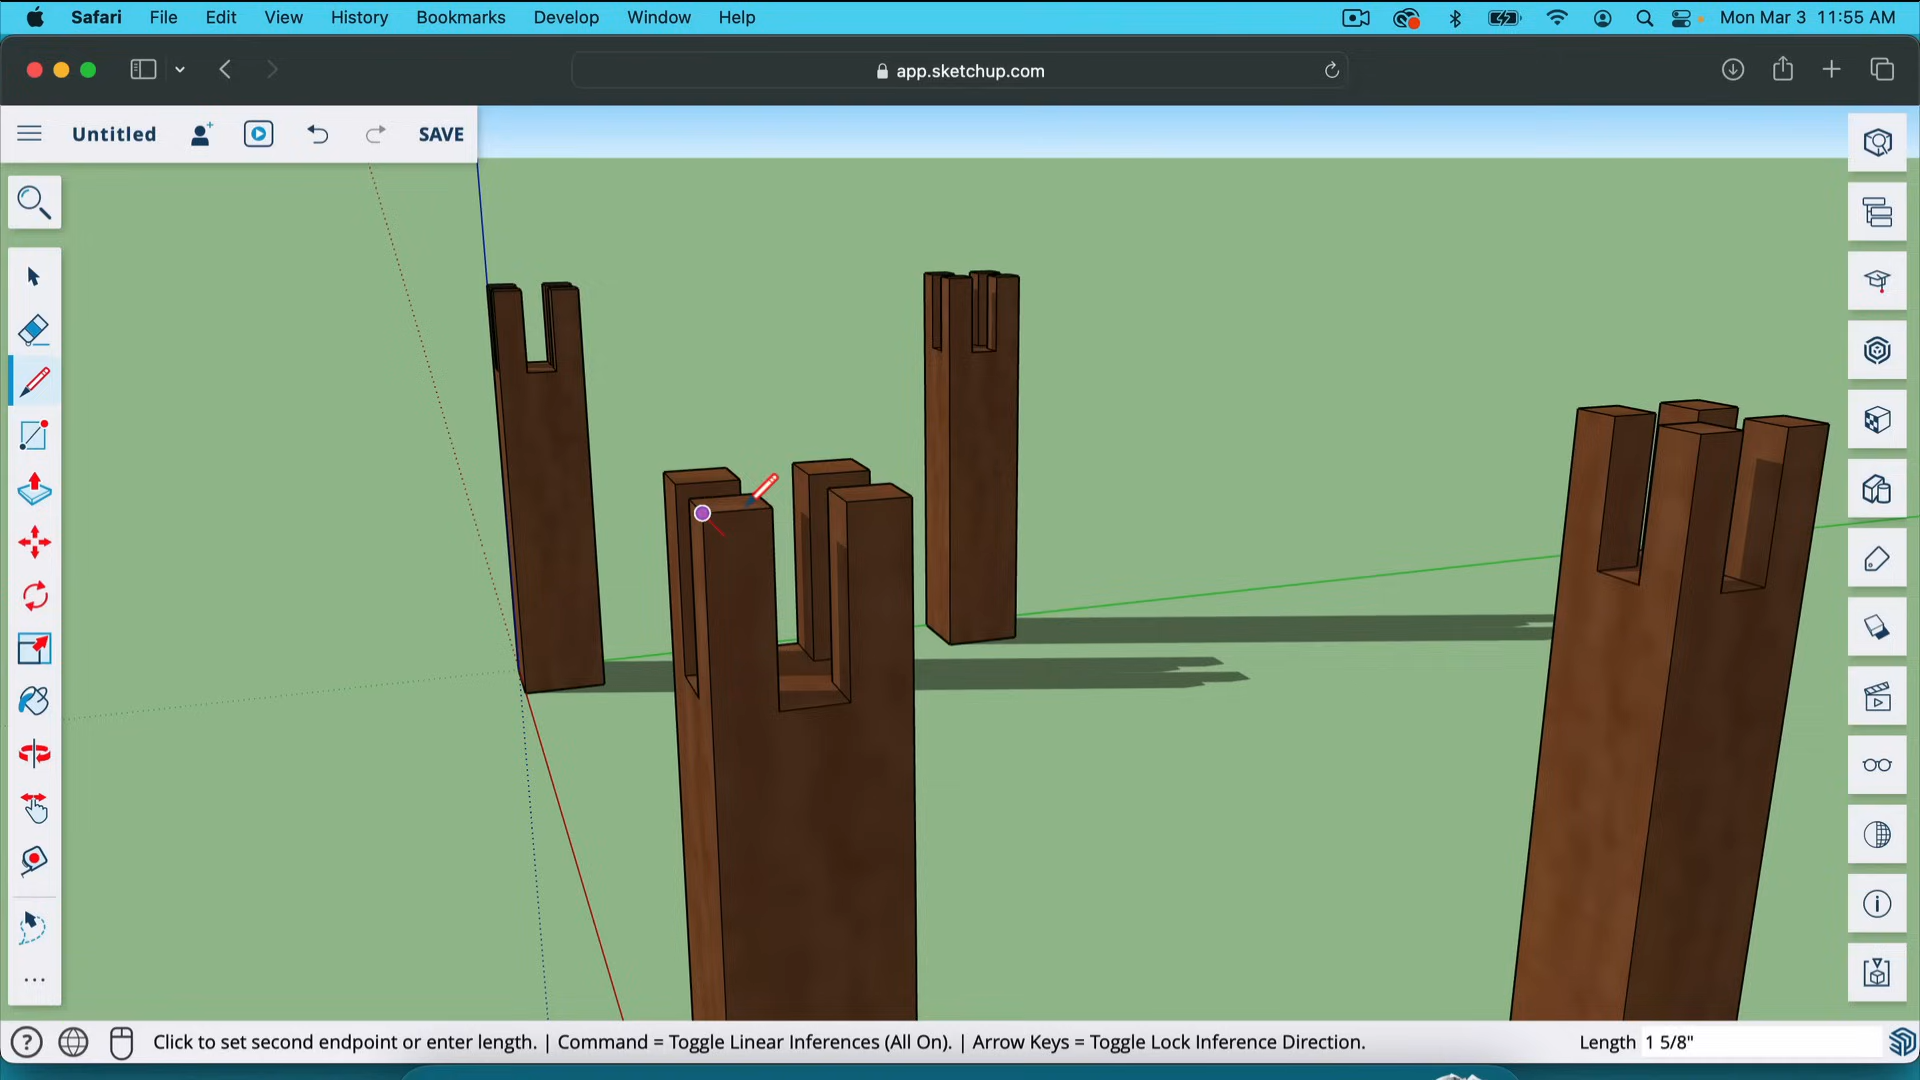 Safari File Edit View History Bookmarks Develop Window Help Mon Mar 3 11:55 AM
app.sketchup.com
Untitled SAVE
Click to set second endpoint or enter length. | Command = Toggle Linear Inferences (All On). | Arrow Keys = Toggle Lock Inference Direction. Length 1 5/8"